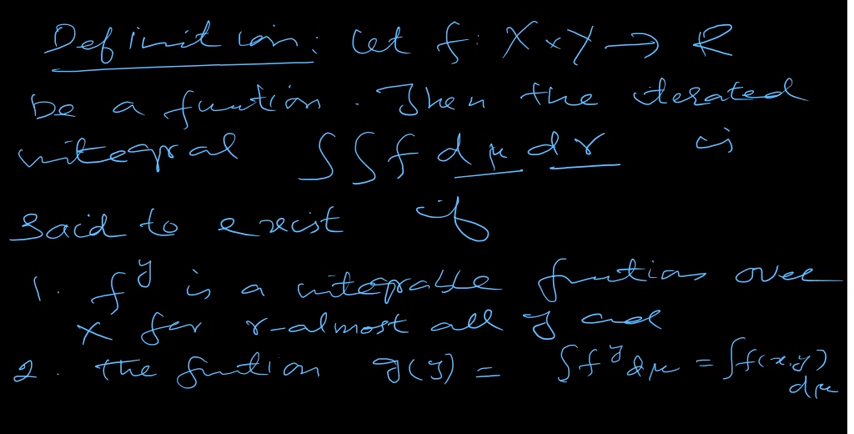 Definition: Let f: X × Y → R
be a function. Then the iterated
integral ∫∫ f dμ dν is
said to exist if
1. f^y is a integrable function over
X for ν-almost all y and
2. the function g(y) = ∫ f^y dμ = ∫ f(x,y) dμ